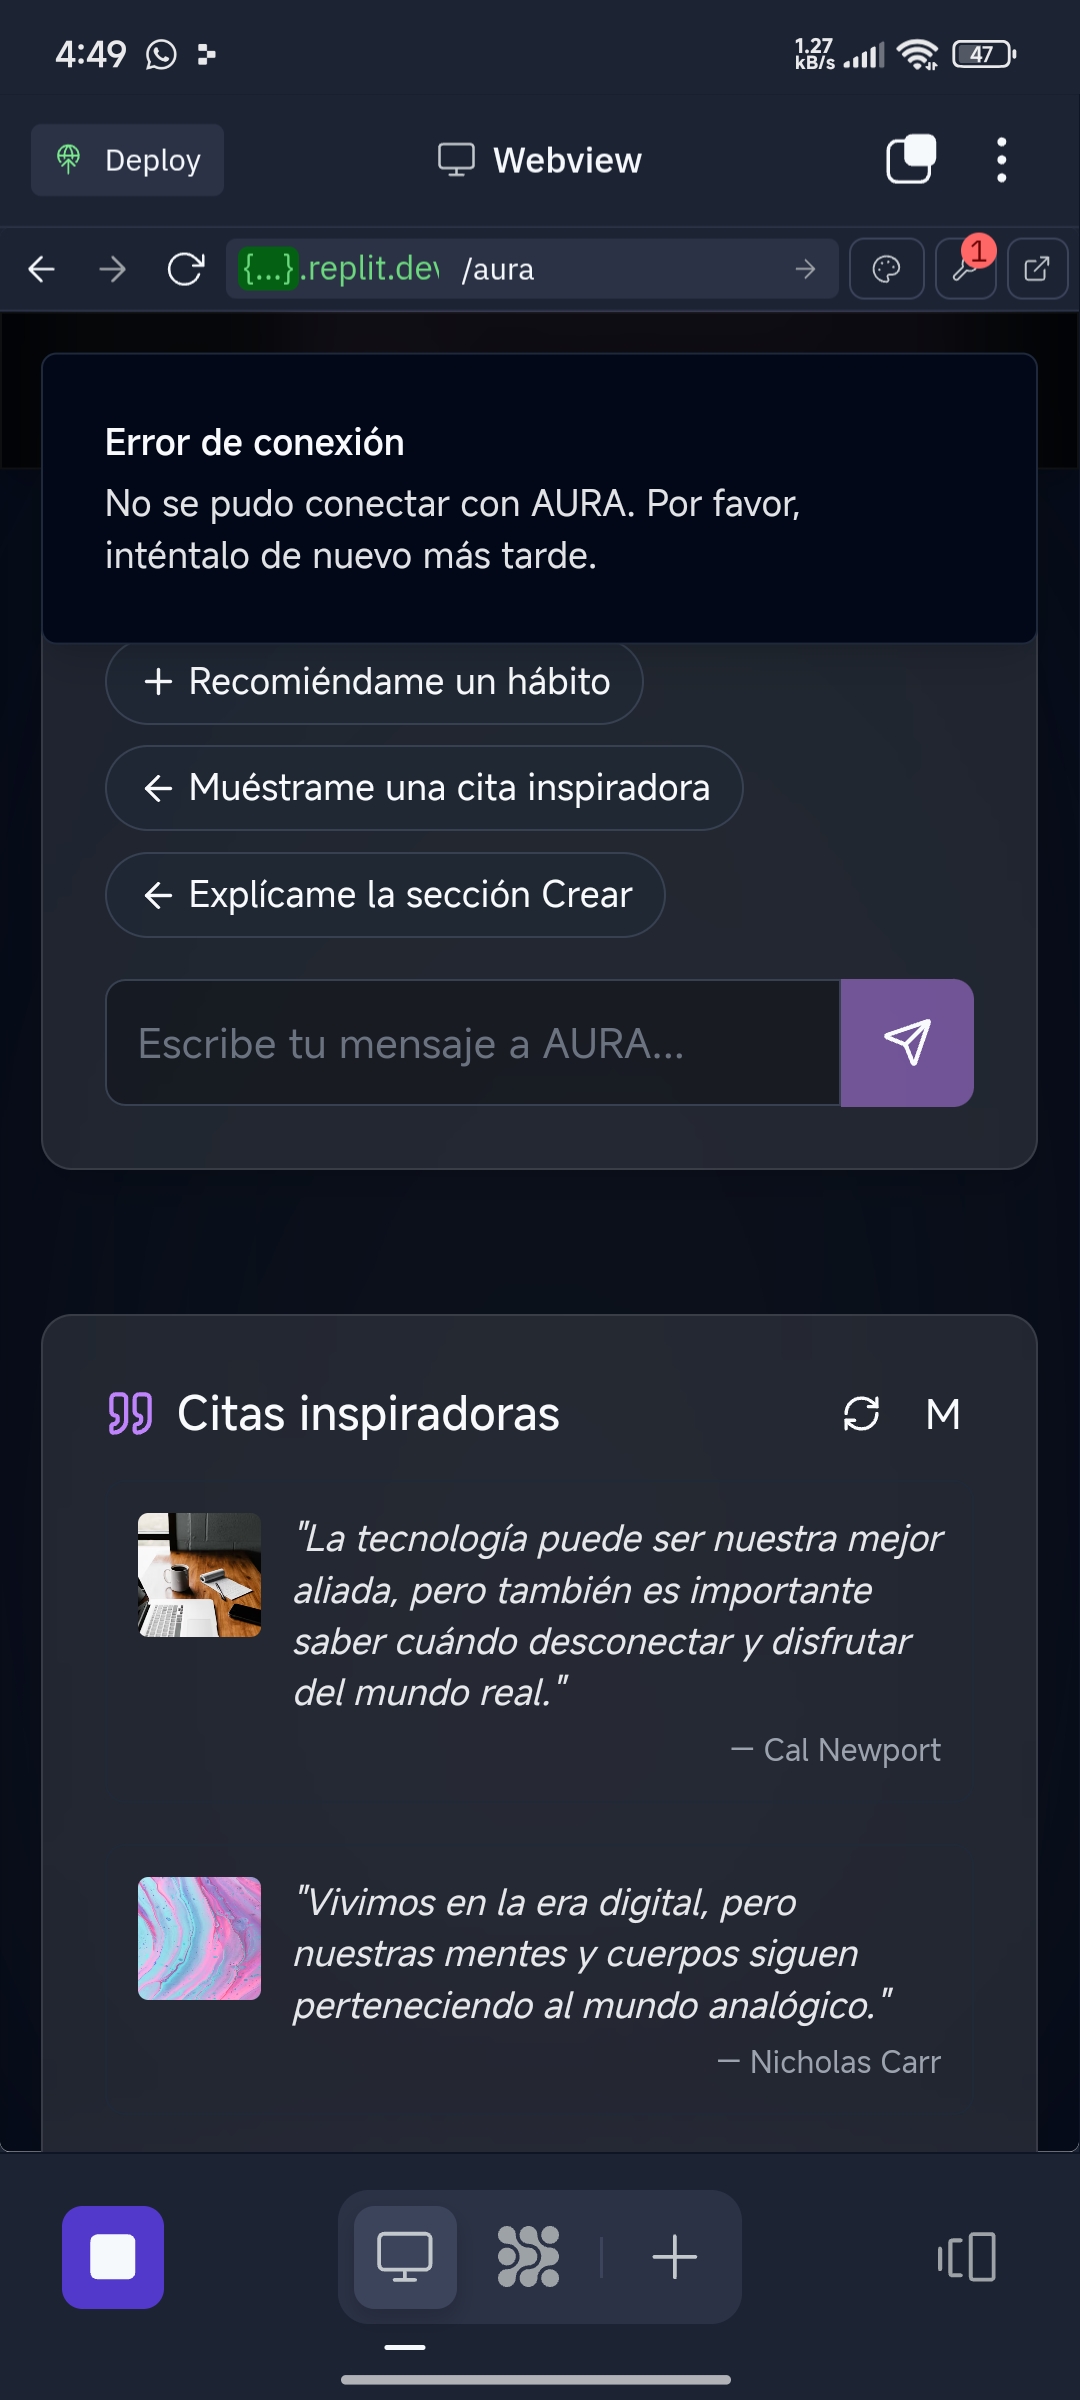 4:49
1.27
kB/s
47
Deploy
Webview
{...}.replit.dev /aura
1
Error de conexión
No se pudo conectar con AURA. Por favor,
inténtalo de nuevo más tarde.
Recomiéndame un hábito
Muéstrame una cita inspiradora
Explícame la sección Crear
Escribe tu mensaje a AURA...
Citas inspiradoras
M
"La tecnología puede ser nuestra mejor
aliada, pero también es importante
saber cuándo desconectar y disfrutar
del mundo real."
— Cal Newport
"Vivimos en la era digital, pero
nuestras mentes y cuerpos siguen
perteneciendo al mundo analógico."
— Nicholas Carr